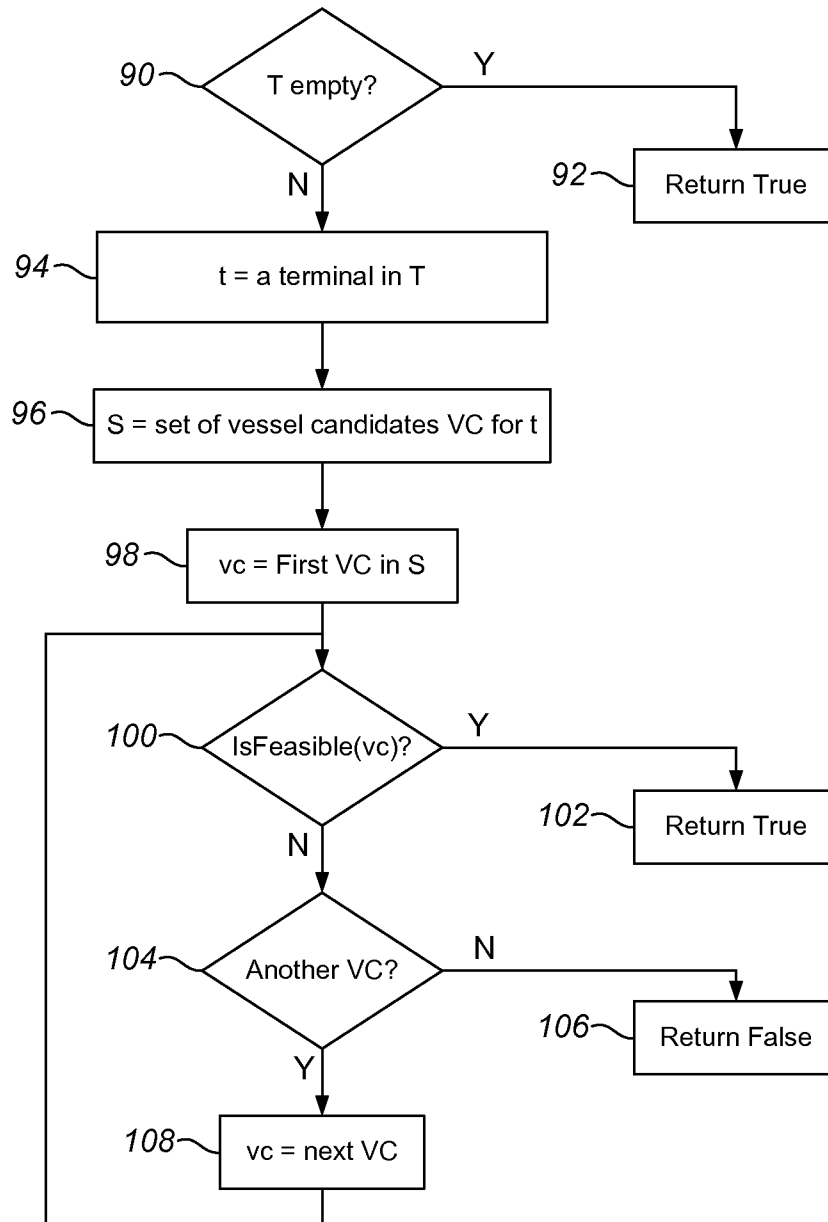 90
T empty?
Y
N
92
Return True
94
t = a terminal in T
96
S = set of vessel candidates VC for t
98
vc = First VC in S
100
IsFeasible(vc)?
Y
N
102
Return True
104
Another VC?
N
Y
106
Return False
108
vc = next VC